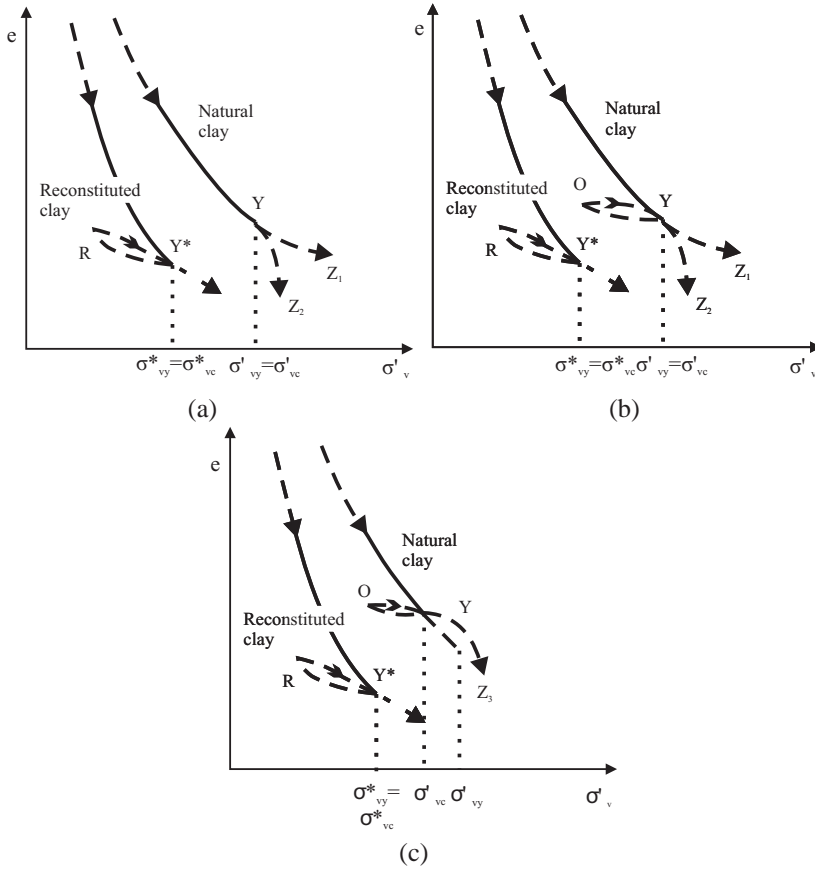 e
Natural
clay
Reconstituted
clay
Y
R
Y*
Z₁
Z₂
σ*vy=σ*vc σ'vy=σ'vc σ'v
(a)
e
Natural
clay
Reconstituted
clay
O
Y
R
Y*
Z₁
Z₂
σ*vy=σ*vc σ'vy=σ'vc σ'v
(b)
e
Natural
clay
O
Y
Reconstituted
clay
R
Y*
Z₃
σ*vy= σ'vc σ'vy σ'v
σ*vc
(c)